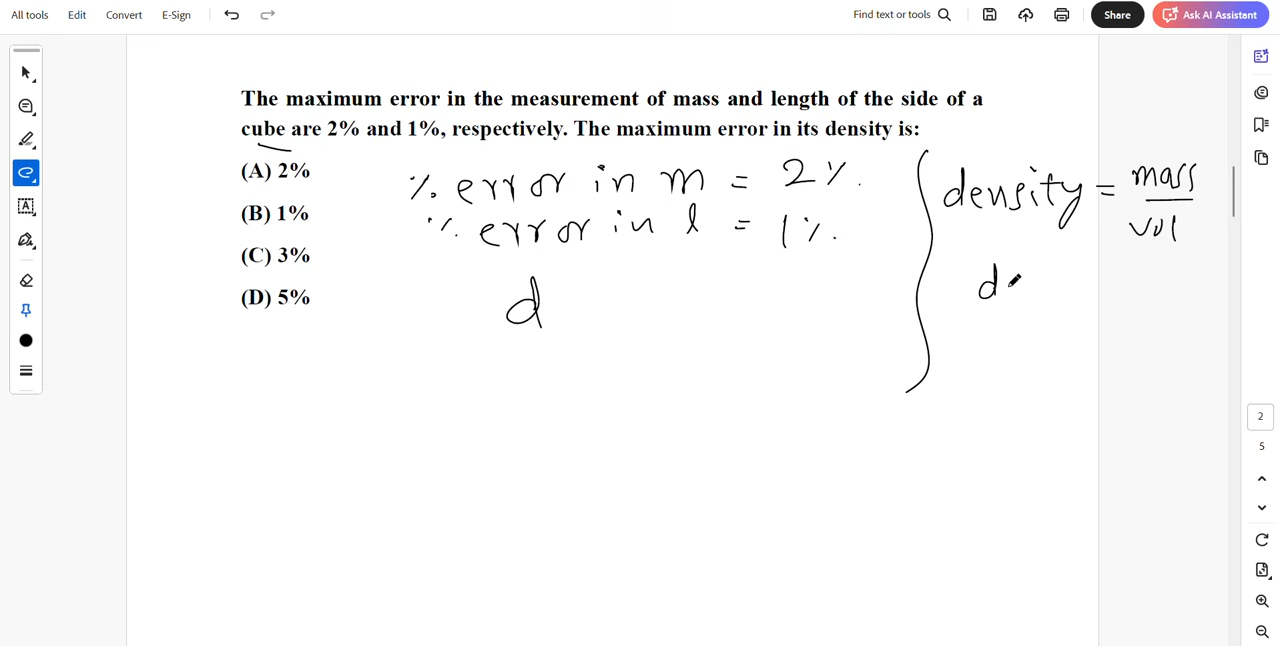 All tools Edit Convert E-Sign Find text or tools Share Ask AI Assistant
The maximum error in the measurement of mass and length of the side of a
cube are 2% and 1%, respectively. The maximum error in its density is:
(A) 2%
(B) 1%
(C) 3%
(D) 5%
% error in m = 2%.
% error in l = 1%.
d
density = mass
vol
d
2
5